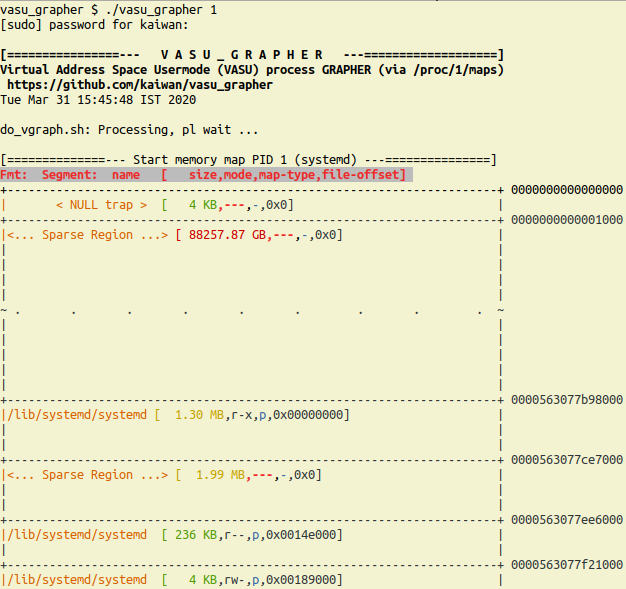 vasu_grapher $ ./vasu_grapher 1
[sudo] password for kaiwan:
[================---   V A S U _ G R A P H E R   ---===================]
Virtual Address Space Usermode (VASU) process GRAPHER (via /proc/1/maps)
https://github.com/kaiwan/vasu_grapher
Tue Mar 31 15:45:48 IST 2020
do_vgraph.sh: Processing, pl wait ...
[==============--- Start memory map PID 1 (systemd) ---===============]
Fmt:  Segment:  name   [   size,mode,map-type,file-offset]
+----------------------------------------------------------------------+ 0000000000000000
|       < NULL trap >  [   4 KB,---,-,0x0]                      |
+----------------------------------------------------------------------+ 0000000000001000
|<... Sparse Region ...> [ 88257.87 GB,---,-,0x0]                      |
|                                                                      |
|                                                                      |
|                                                                      |
|                                                                      |
~ .       .       .       .       .       .        .       .        .  ~
|                                                                      |
|                                                                      |
|                                                                      |
|                                                                      |
|                                                                      |
+----------------------------------------------------------------------+ 0000563077b98000
|/lib/systemd/systemd [  1.30 MB,r-x,p,0x00000000]                     |
|                                                                      |
|                                                                      |
+----------------------------------------------------------------------+ 0000563077ce7000
|<... Sparse Region ...> [  1.99 MB,---,-,0x0]                         |
|                                                                      |
|                                                                      |
+----------------------------------------------------------------------+ 0000563077ee6000
|/lib/systemd/systemd  [ 236 KB,r--,p,0x0014e000]                      |
|                                                                      |
+----------------------------------------------------------------------+ 0000563077f21000
|/lib/systemd/systemd  [   4 KB,rw-,p,0x00189000]                      |